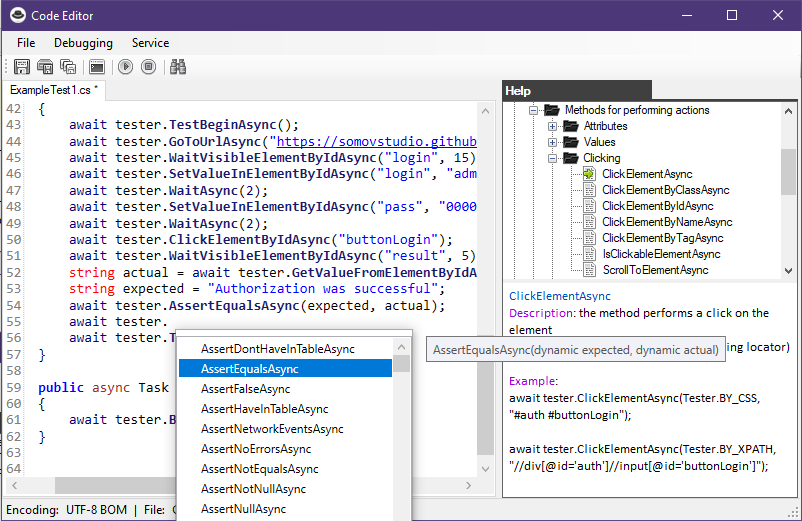 Code Editor
File Debugging Service
ExampleTest1.cs *
42 {
43 await tester.TestBeginAsync();
44 await tester.GoToUrlAsync("https://somovstudio.github
45 await tester.WaitVisibleElementByIdAsync("login", 15)
46 await tester.SetValueInElementByIdAsync("login", "adm
47 await tester.WaitAsync(2);
48 await tester.SetValueInElementByIdAsync("pass", "0000
49 await tester.WaitAsync(2);
50 await tester.ClickElementByIdAsync("buttonLogin");
51 await tester.WaitVisibleElementByIdAsync("result", 5)
52 string actual = await tester.GetValueFromElementByIdA
53 string expected = "Authorization was successful";
54 await tester.AssertEqualsAsync(expected, actual);
55 await tester.
56 await tester.T
57 }
58
59 public async Task
60 {
61 await tester.B
62 }
63
64
AssertDontHaveInTableAsync
AssertEqualsAsync
AssertFalseAsync
AssertHaveInTableAsync
AssertNetworkEventsAsync
AssertNoErrorsAsync
AssertNotEqualsAsync
AssertNotNullAsync
AssertNullAsync
AssertEqualsAsync(dynamic expected, dynamic actual)
Help
Methods for performing actions
Attributes
Values
Clicking
ClickElementAsync
ClickElementByClassAsync
ClickElementByIdAsync
ClickElementByNameAsync
ClickElementByTagAsync
IsClickableElementAsync
ScrollToElementAsync
ClickElementAsync
Description: the method performs a click on the
element
ing locator)
Example:
await tester.ClickElementAsync(Tester.BY_CSS,
"#auth #buttonLogin");
await tester.ClickElementAsync(Tester.BY_XPATH,
"//div[@id='auth']//input[@id='buttonLogin']");
Encoding: UTF-8 BOM | File: